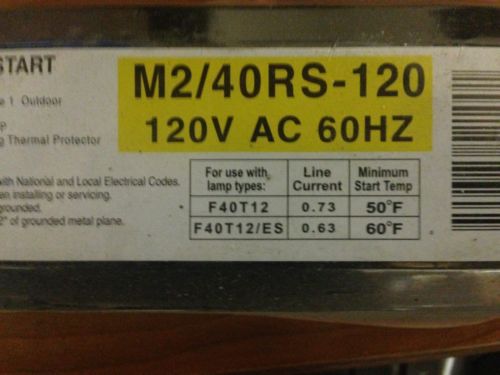 START
M2/40RS-120
120V AC 60HZ
1 Outdoor
P
Thermal Protector
with National and Local Electrical Codes.
installing or servicing.
grounded.
2" of grounded metal plane.
For use with lamp types: Line Current Minimum Start Temp
F40T12 0.73 50°F
F40T12/ES 0.63 60°F